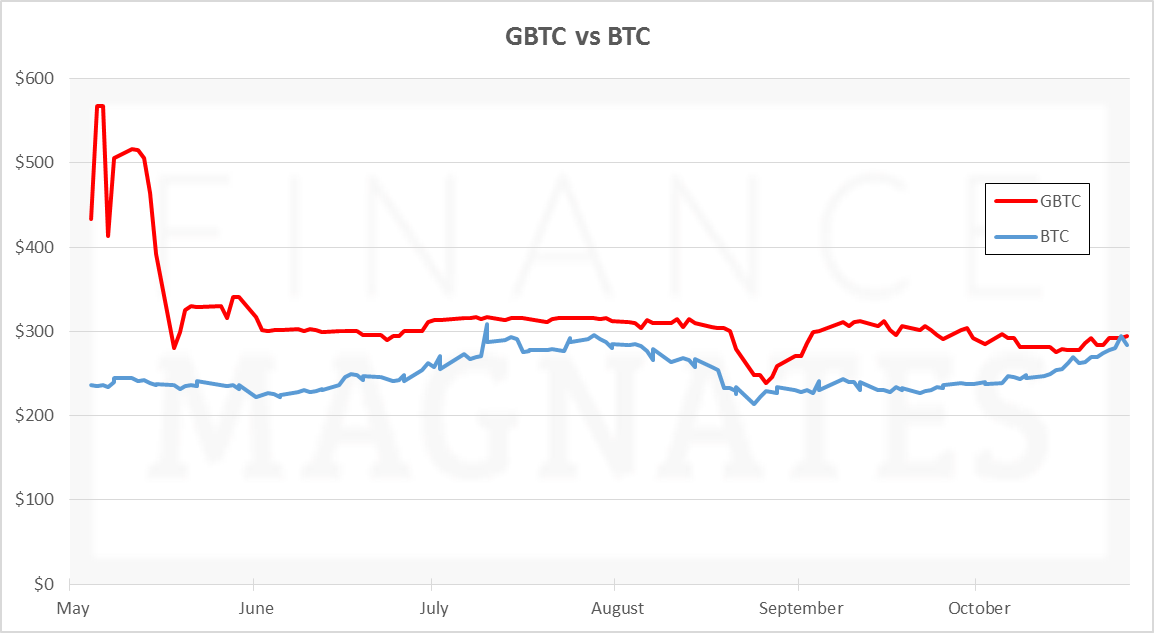 GBTC vs BTC
$600
$500
$400
$300
$200
$100
$0
FINANCE
MAGNATES
GBTC
BTC
May June July August September October